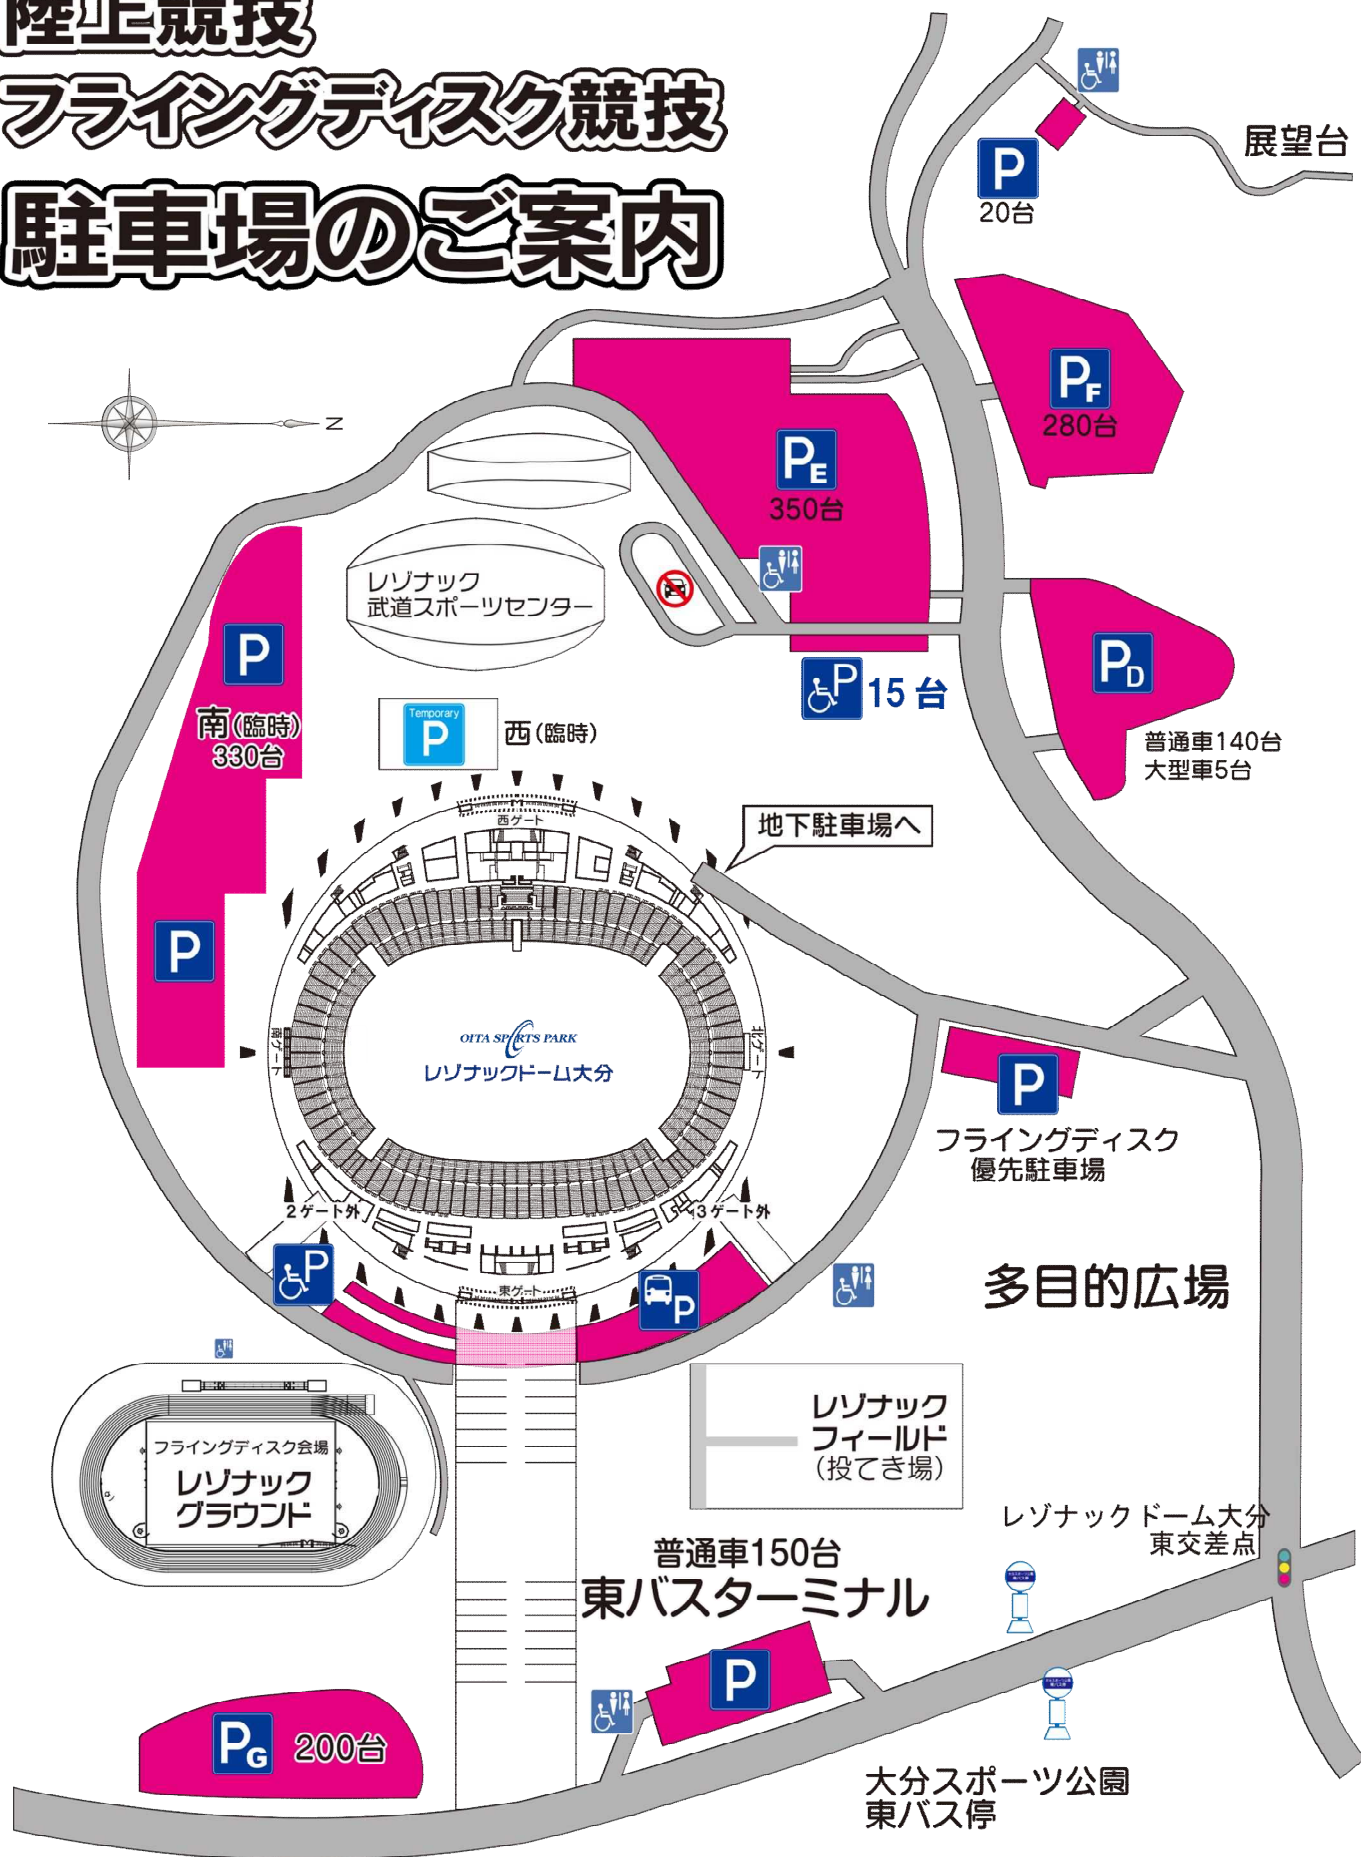 陸上競技
フライングディスク競技
駐車場のご案内
展望台
P
20台
N
PF
280台
PE
350台
レゾナック
武道スポーツセンター
P
南(臨時)
330台
P
15台
PD
普通車140台
大型車5台
Temporary
P
西(臨時)
西ゲート
地下駐車場へ
P
OITA SPORTS PARK
レゾナックドーム大分
南ゲート
北ゲート
P
フライングディスク
優先駐車場
2ゲート外
3ゲート外
P
P
東ゲート
多目的広場
レゾナック
フィールド
(投てき場)
フライングディスク会場
レゾナック
グラウンド
レゾナックドーム大分
東交差点
普通車150台
東バスターミナル
P
PG
200台
大分スポーツ公園
東バス停